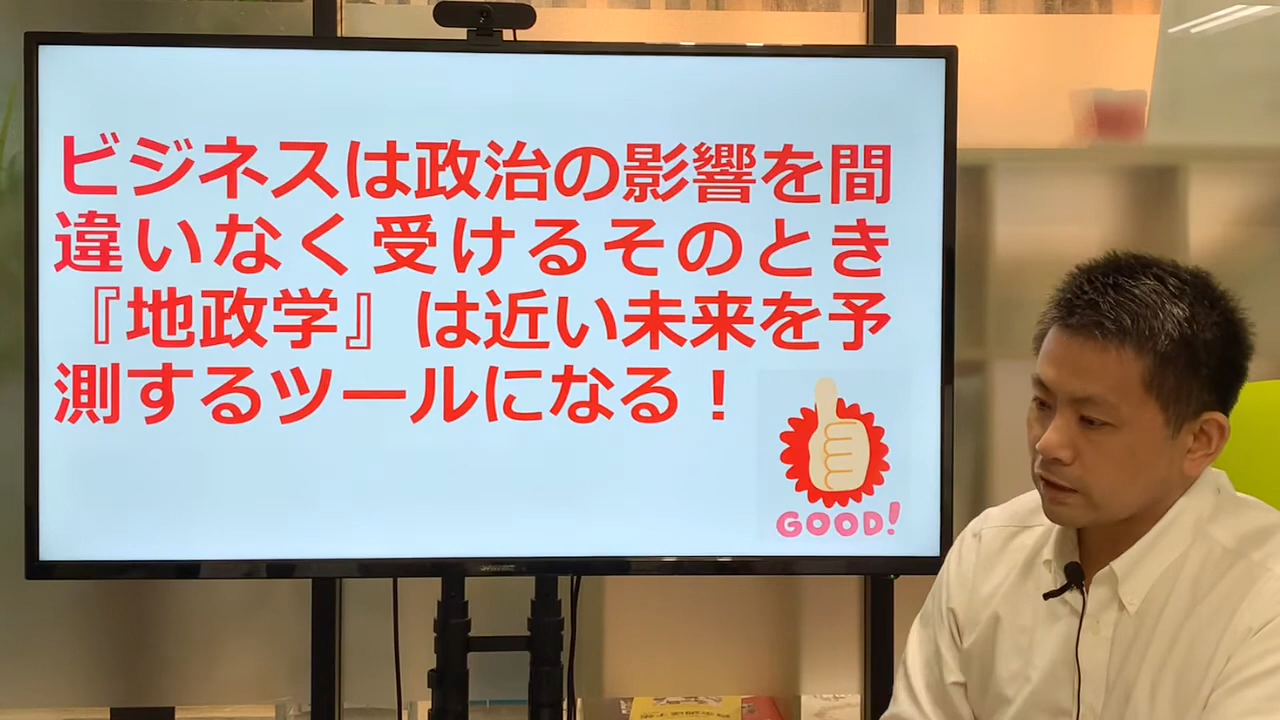 ビジネスは政治の影響を間
違いなく受けるそのとき
『地政学』は近い未来を予
測するツールになる！
GOOD!